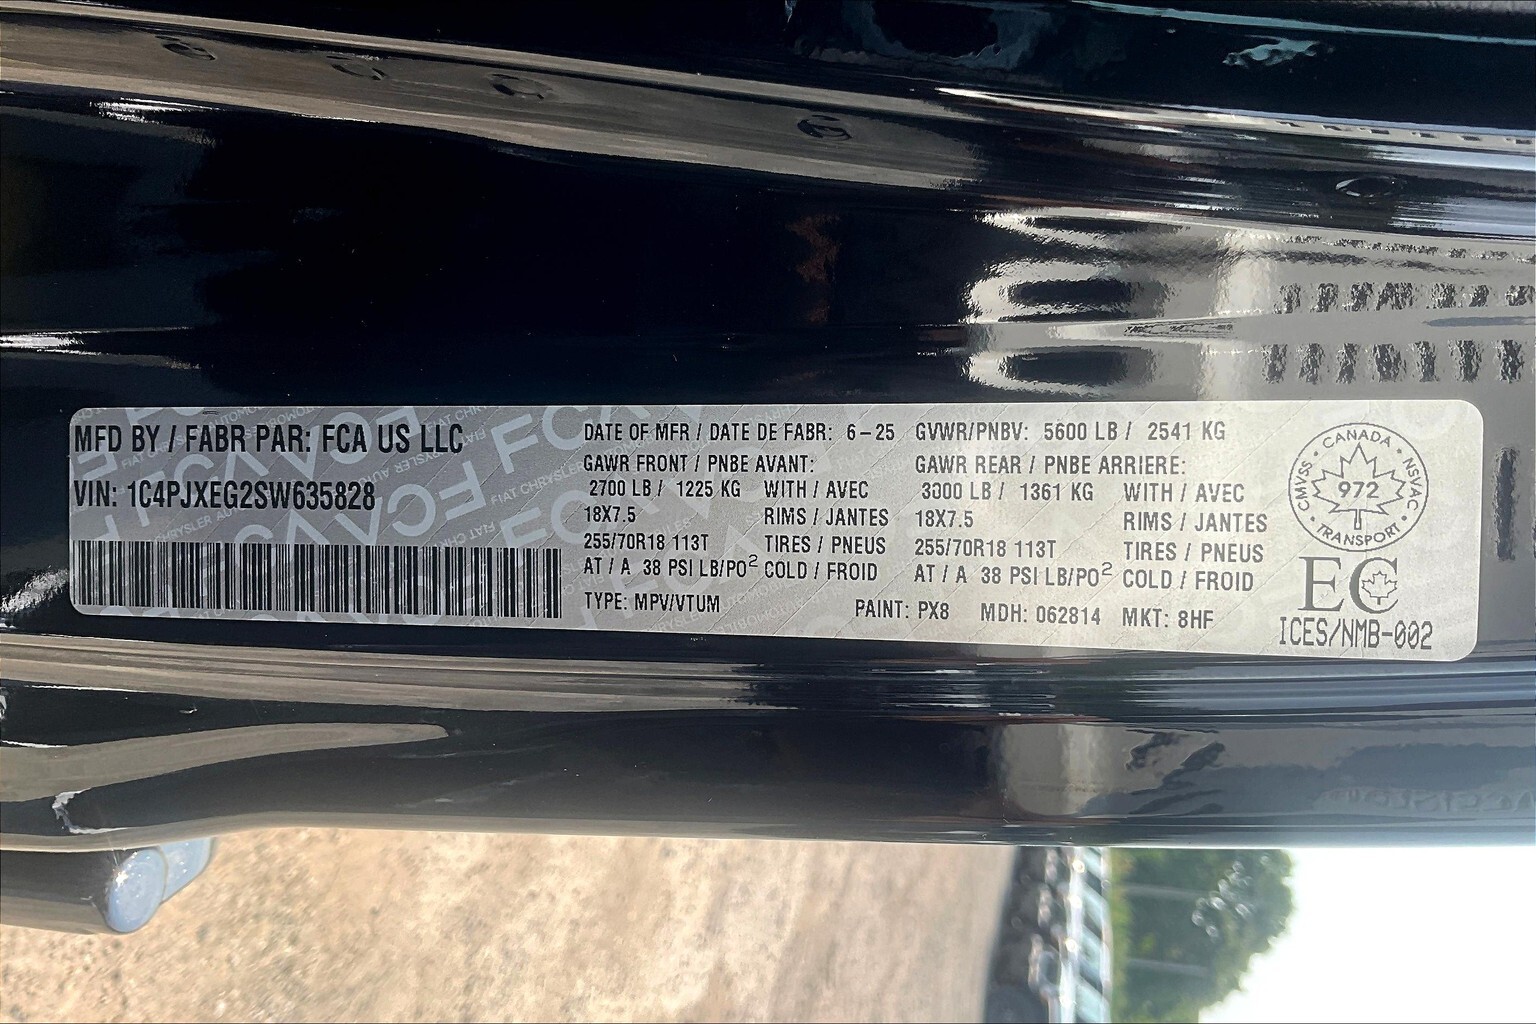 MFD BY / FABR PAR: FCA US LLC
VIN: 1C4PJXEG2SW635828
DATE OF MFR / DATE DE FABR: 6-25
GVWR/PNBV: 5600 LB / 2541 KG
GAWR FRONT / PNBE AVANT:
2700 LB / 1225 KG WITH / AVEC
18X7.5 RIMS / JANTES
255/70R18 113T TIRES / PNEUS
AT / A 38 PSI LB/PO² COLD / FROID
GAWR REAR / PNBE ARRIERE:
3000 LB / 1361 KG WITH / AVEC
18X7.5 RIMS / JANTES
255/70R18 113T TIRES / PNEUS
AT / A 38 PSI LB/PO² COLD / FROID
TYPE: MPV/VTUM PAINT: PX8 MDH: 062814 MKT: 8HF
CANADA
CMVSS · 972 · NSVAC
TRANSPORT
EC
ICES/NMB-002